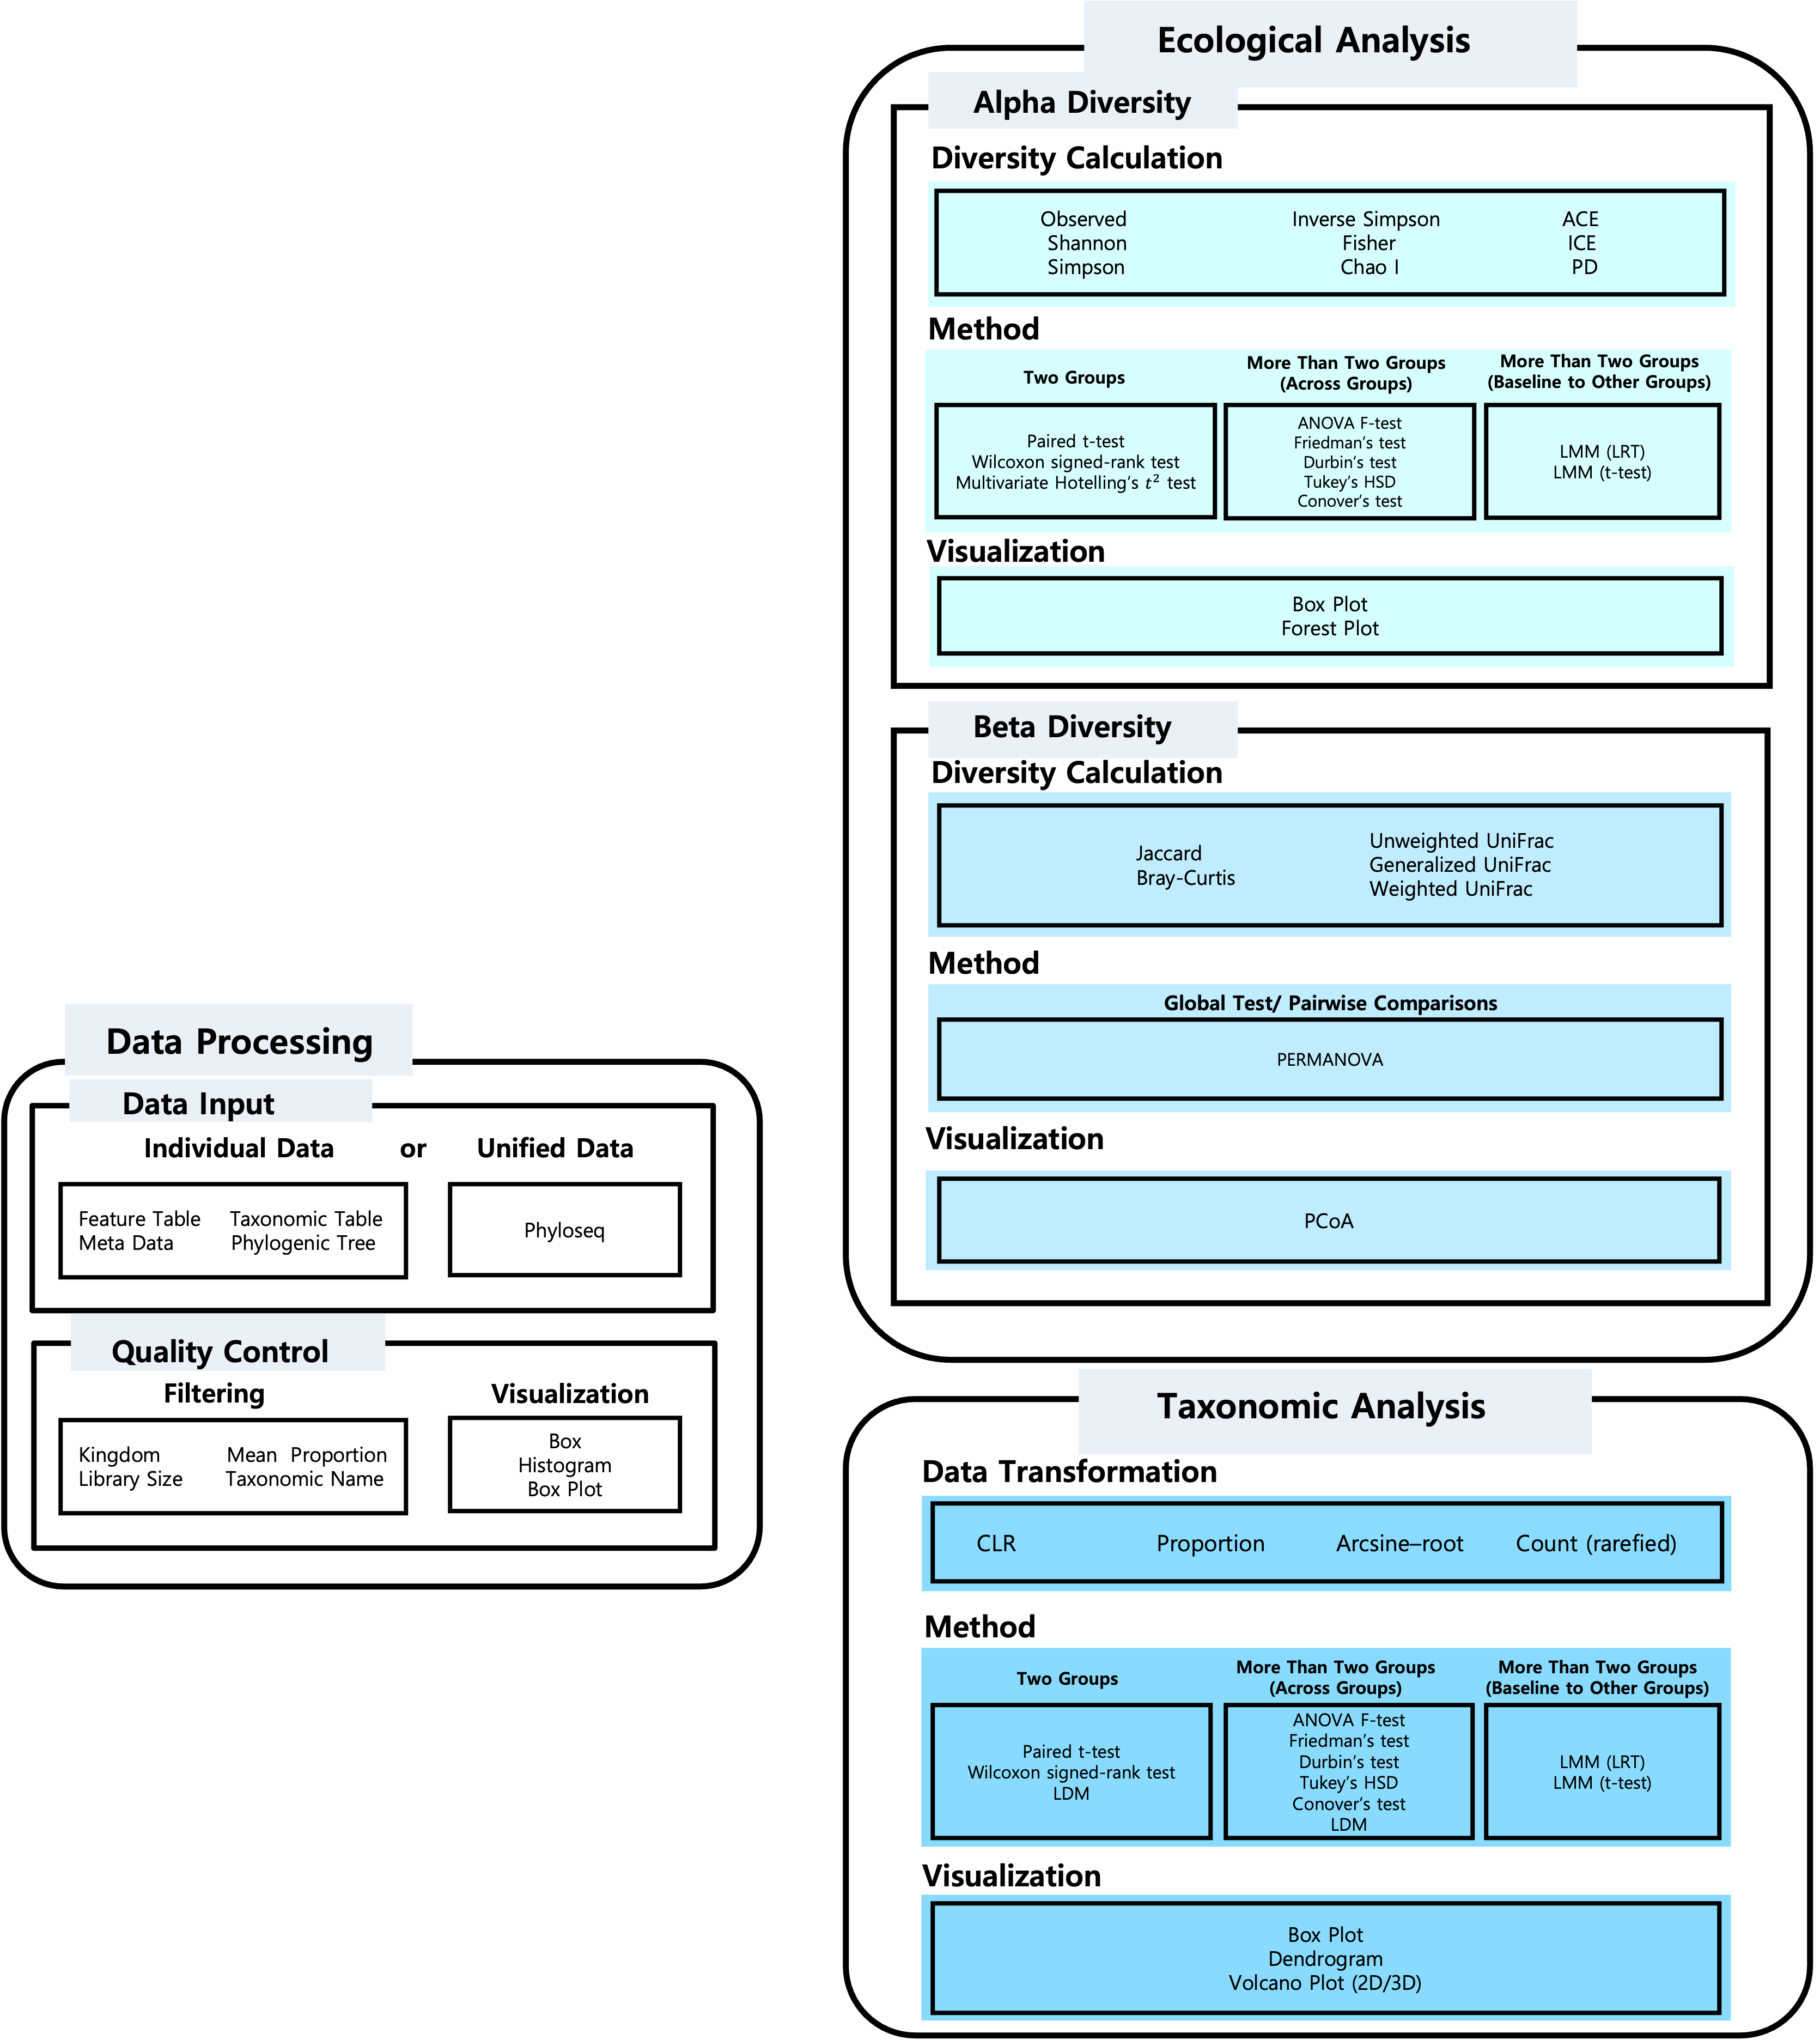 Data Processing
Data Input
Individual Data or Unified Data
Feature Table Taxonomic Table
Meta Data Phylogenic Tree
Phyloseq
Quality Control
Filtering
Kingdom Mean Proportion
Library Size Taxonomic Name
Visualization
Box
Histogram
Box Plot
Ecological Analysis
Alpha Diversity
Diversity Calculation
Observed Inverse Simpson ACE
Shannon Fisher ICE
Simpson Chao I PD
Method
Two Groups
Paired t-test
Wilcoxon signed-rank test
Multivariate Hotelling’s t² test
More Than Two Groups
(Across Groups)
ANOVA F-test
Friedman’s test
Durbin’s test
Tukey’s HSD
Conover’s test
More Than Two Groups
(Baseline to Other Groups)
LMM (LRT)
LMM (t-test)
Visualization
Box Plot
Forest Plot
Beta Diversity
Diversity Calculation
Jaccard
Bray-Curtis
Unweighted UniFrac
Generalized UniFrac
Weighted UniFrac
Method
Global Test/ Pairwise Comparisons
PERMANOVA
Visualization
PCoA
Taxonomic Analysis
Data Transformation
CLR Proportion Arcsine–root Count (rarefied)
Method
Two Groups
Paired t-test
Wilcoxon signed-rank test
LDM
More Than Two Groups
(Across Groups)
ANOVA F-test
Friedman’s test
Durbin’s test
Tukey’s HSD
Conover’s test
LDM
More Than Two Groups
(Baseline to Other Groups)
LMM (LRT)
LMM (t-test)
Visualization
Box Plot
Dendrogram
Volcano Plot (2D/3D)